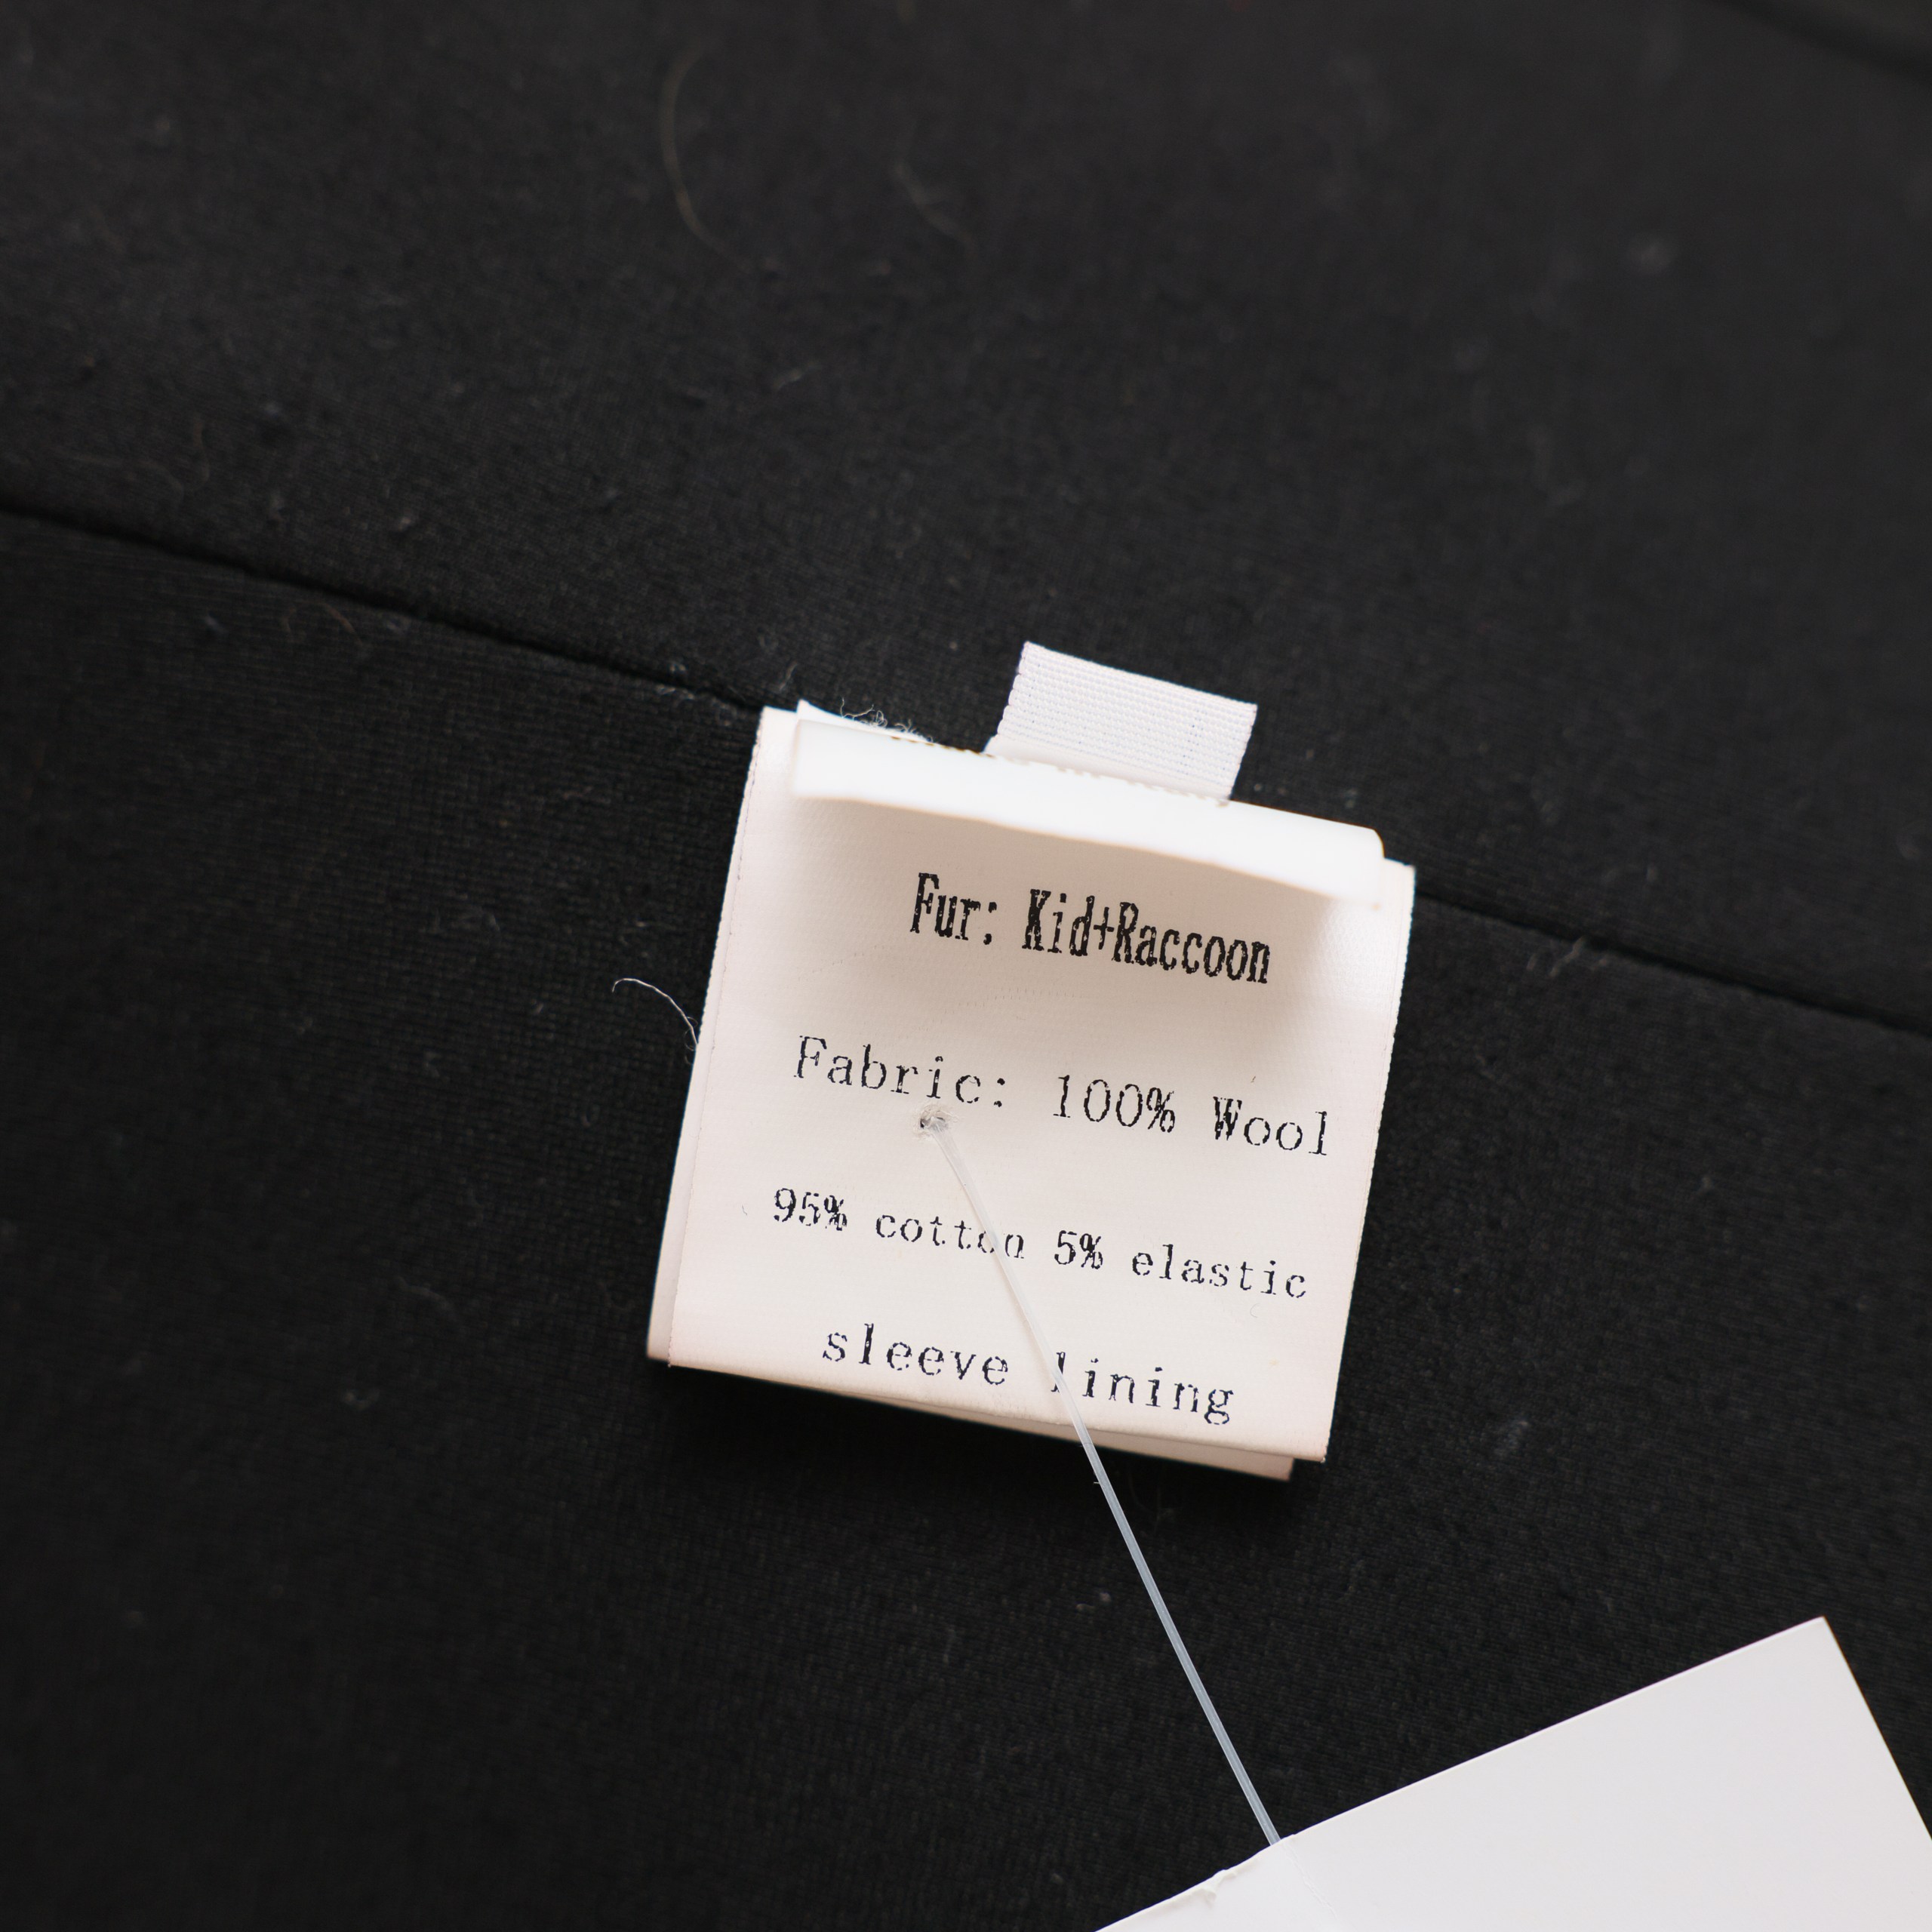 Fur: Kid+Raccoon
Fabric: 100% Wool
95% cotton 5% elastic
sleeve lining